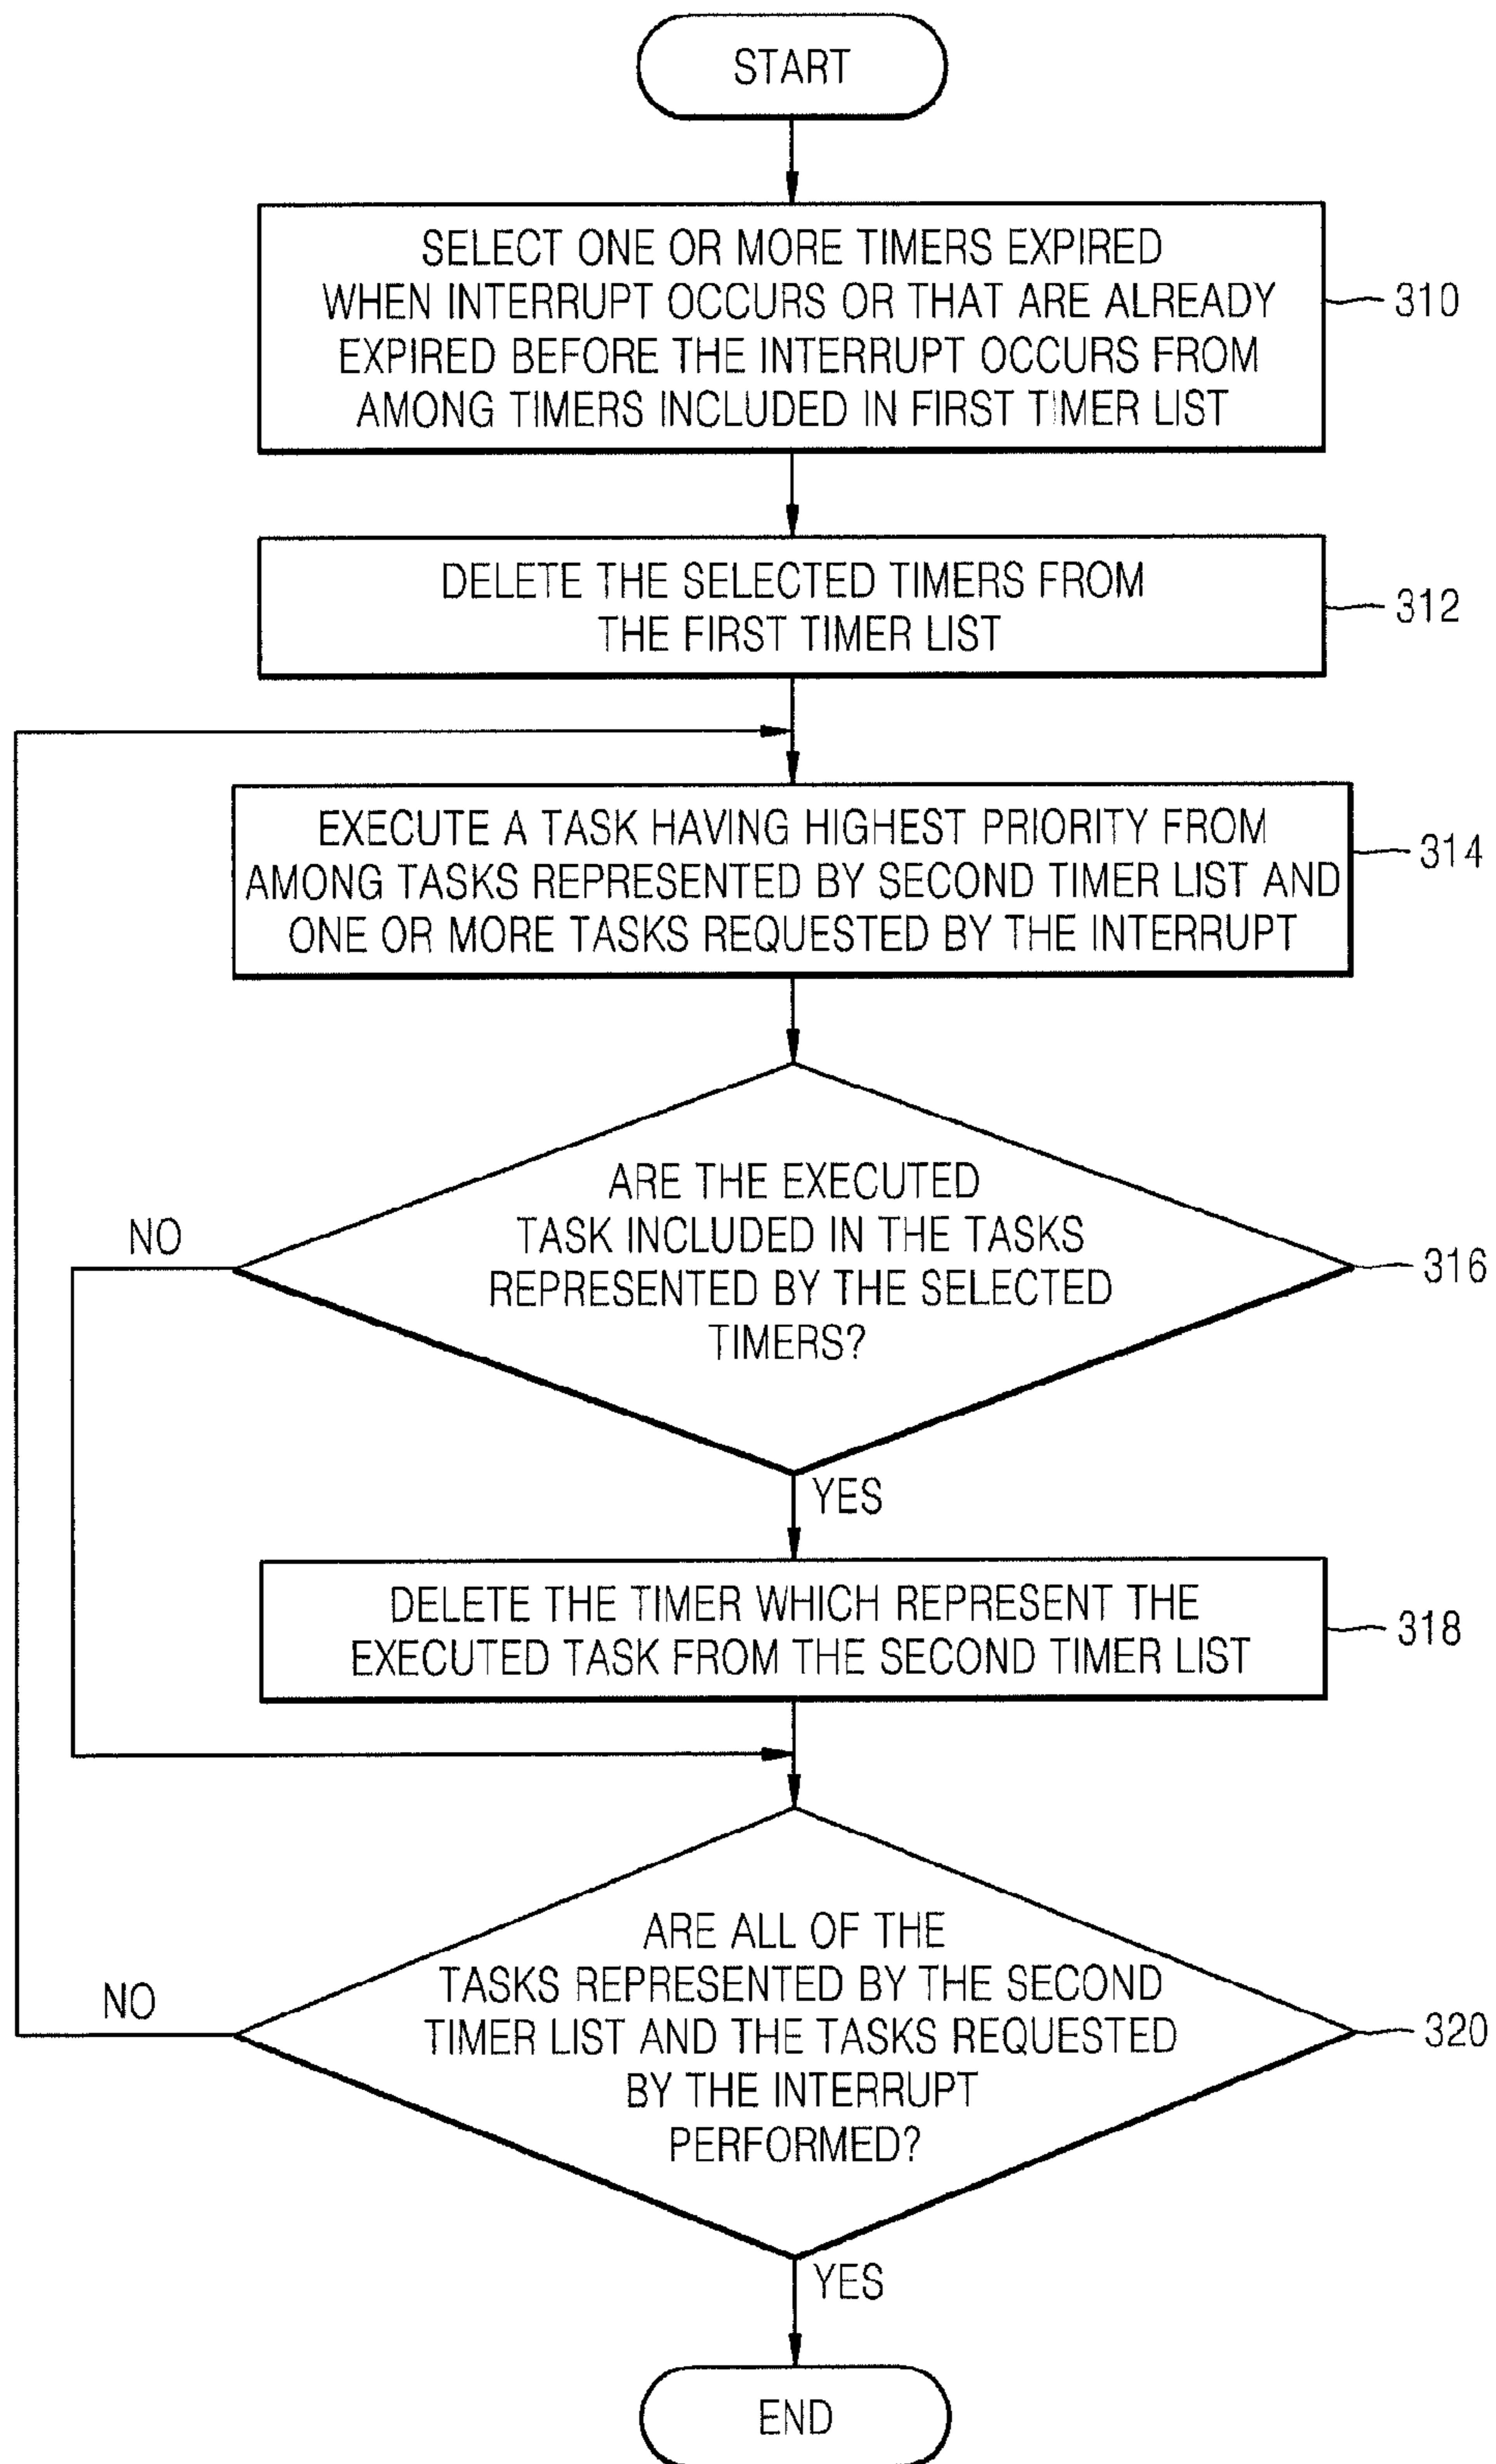 START
SELECT ONE OR MORE TIMERS EXPIRED
WHEN INTERRUPT OCCURS OR THAT ARE ALREADY
EXPIRED BEFORE THE INTERRUPT OCCURS FROM
AMONG TIMERS INCLUDED IN FIRST TIMER LIST
310
DELETE THE SELECTED TIMERS FROM
THE FIRST TIMER LIST
312
EXECUTE A TASK HAVING HIGHEST PRIORITY FROM
AMONG TASKS REPRESENTED BY SECOND TIMER LIST AND
ONE OR MORE TASKS REQUESTED BY THE INTERRUPT
314
ARE THE EXECUTED
TASK INCLUDED IN THE TASKS
REPRESENTED BY THE SELECTED
TIMERS?
NO
316
YES
DELETE THE TIMER WHICH REPRESENT THE
EXECUTED TASK FROM THE SECOND TIMER LIST
318
ARE ALL OF THE
TASKS REPRESENTED BY THE SECOND
TIMER LIST AND THE TASKS REQUESTED
BY THE INTERRUPT
PERFORMED?
NO
320
YES
END